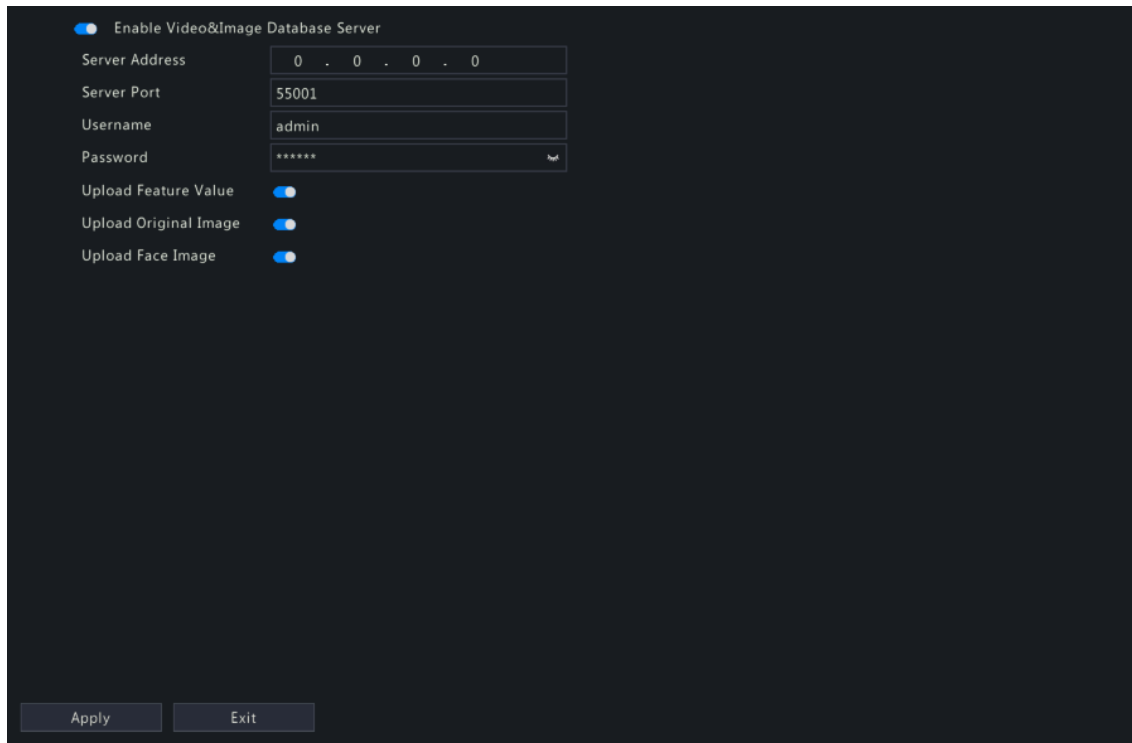 Enable Video&Image Database Server
Server Address 0 . 0 . 0 . 0
Server Port 55001
Username admin
Password ******
Upload Feature Value
Upload Original Image
Upload Face Image
Apply Exit